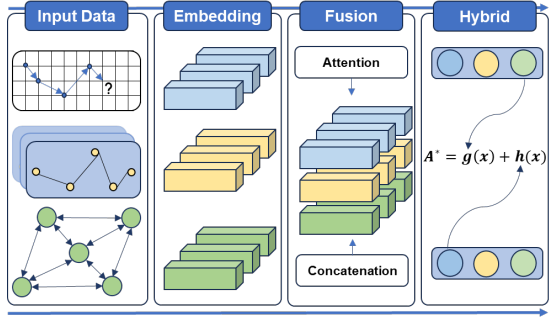 Input Data
Embedding
Fusion
Hybrid
?
Attention
A* = g(x) + h(x)
Concatenation